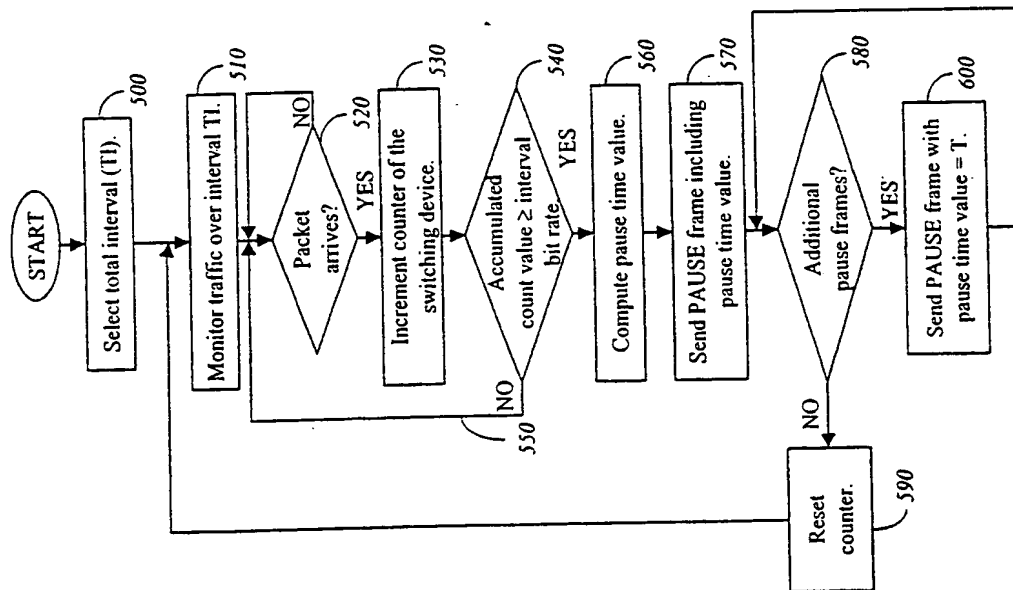 START
500
Select total interval (TI).
510
Monitor traffic over interval TI.
NO
520
Packet
arrives?
YES
530
Increment counter of the
switching device.
540
Accumulated
count value ≥ interval
bit rate.
NO
550
YES
560
Compute pause time value.
570
Send PAUSE frame including
pause time value.
580
Additional
pause frames?
NO
YES
590
Reset
counter.
600
Send PAUSE frame with
pause time value = T.